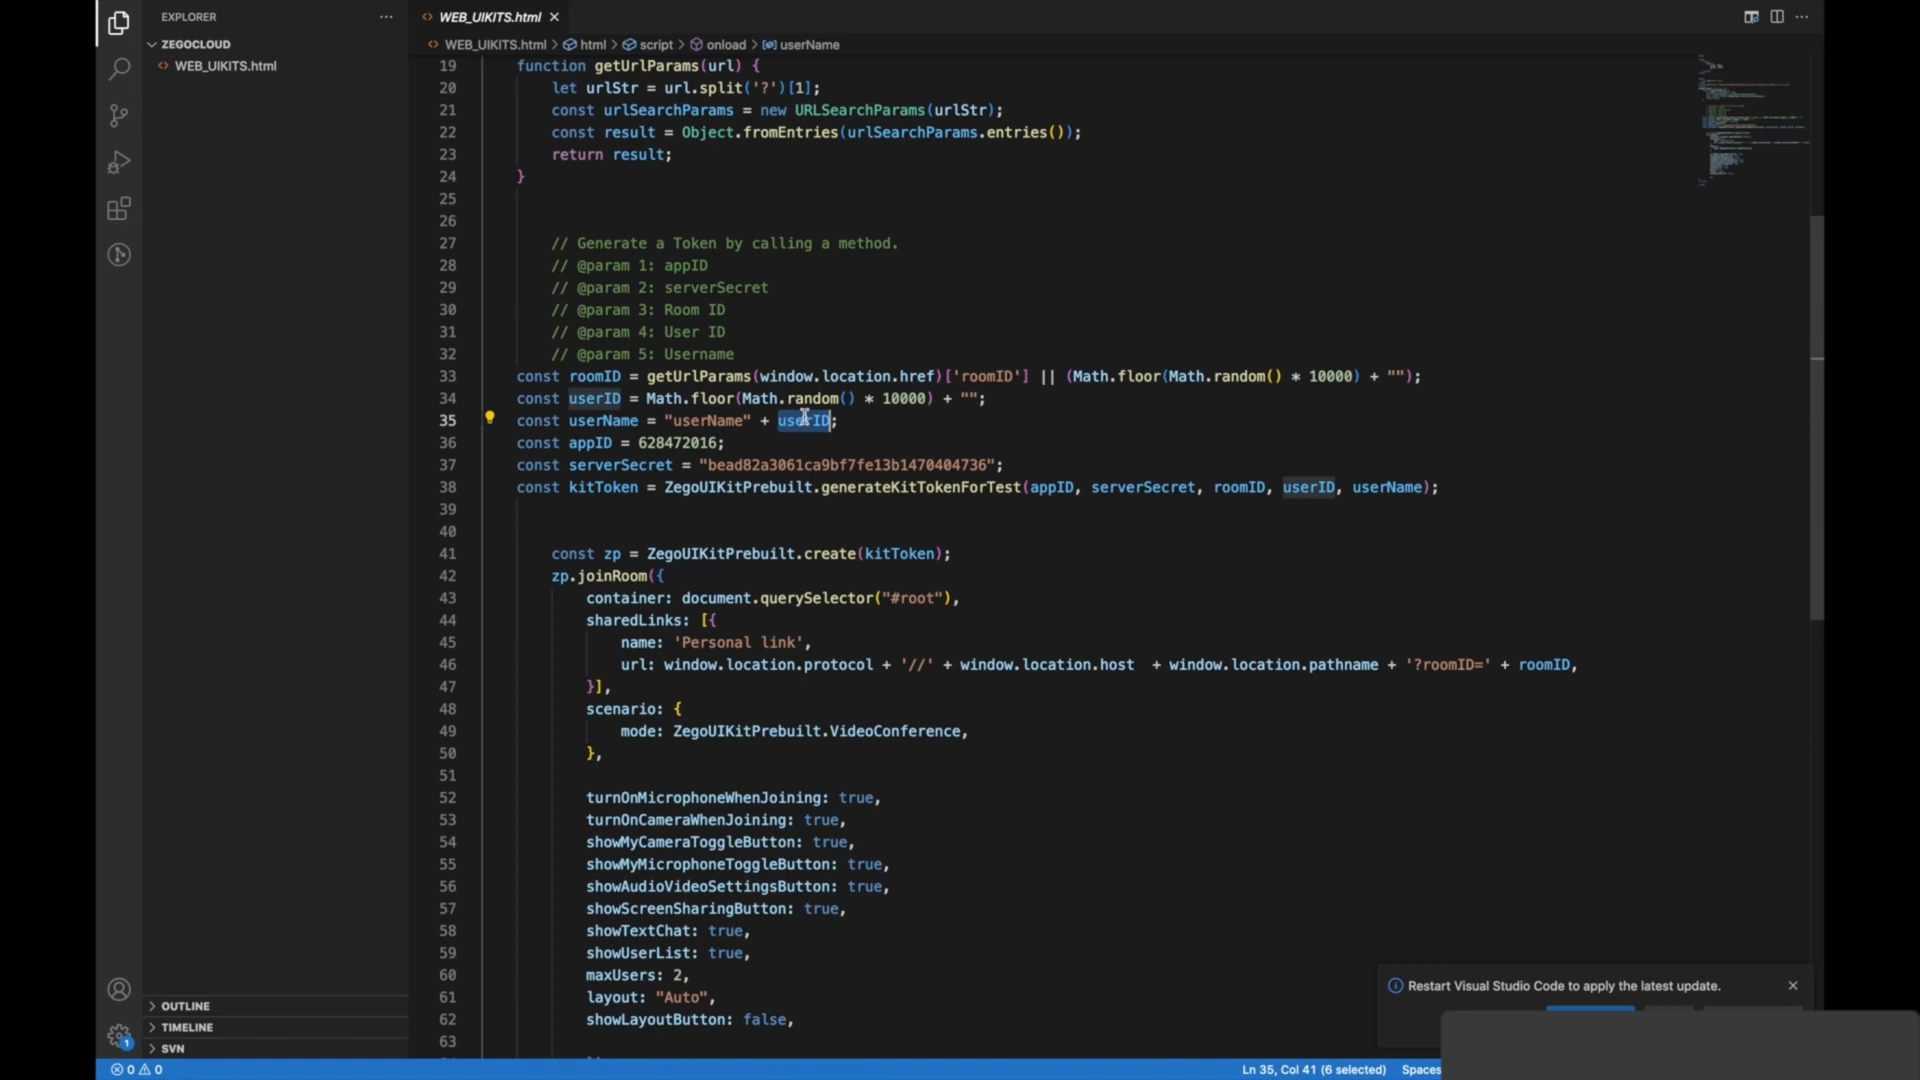 EXPLORER
ZEGOCLOUD
WEB_UIKITS.html
WEB_UIKITS.html
WEB_UIKITS.html > html > script > onload > userName
19 function getUrlParams(url) {
20 let urlStr = url.split('?')[1];
21 const urlSearchParams = new URLSearchParams(urlStr);
22 const result = Object.fromEntries(urlSearchParams.entries());
23 return result;
24 }
25
26
27 // Generate a Token by calling a method.
28 // @param 1: appID
29 // @param 2: serverSecret
30 // @param 3: Room ID
31 // @param 4: User ID
32 // @param 5: Username
33 const roomID = getUrlParams(window.location.href)['roomID'] || (Math.floor(Math.random() * 10000) + "");
34 const userID = Math.floor(Math.random() * 10000) + "";
35 const userName = "userName" + userID;
36 const appID = 628472016;
37 const serverSecret = "bead82a3061ca9bf7fe13b1470404736";
38 const kitToken = ZegoUIKitPrebuilt.generateKitTokenForTest(appID, serverSecret, roomID, userID, userName);
39
40
41 const zp = ZegoUIKitPrebuilt.create(kitToken);
42 zp.joinRoom({
43 container: document.querySelector("#root"),
44 sharedLinks: [{
45 name: 'Personal link',
46 url: window.location.protocol + '//' + window.location.host  + window.location.pathname + '?roomID=' + roomID,
47 }],
48 scenario: {
49 mode: ZegoUIKitPrebuilt.VideoConference,
50 },
51
52 turnOnMicrophoneWhenJoining: true,
53 turnOnCameraWhenJoining: true,
54 showMyCameraToggleButton: true,
55 showMyMicrophoneToggleButton: true,
56 showAudioVideoSettingsButton: true,
57 showScreenSharingButton: true,
58 showTextChat: true,
59 showUserList: true,
60 maxUsers: 2,
61 layout: "Auto",
62 showLayoutButton: false,
63
OUTLINE
TIMELINE
SVN
1
Restart Visual Studio Code to apply the latest update.
0 0
Ln 35, Col 41 (6 selected)
Spaces